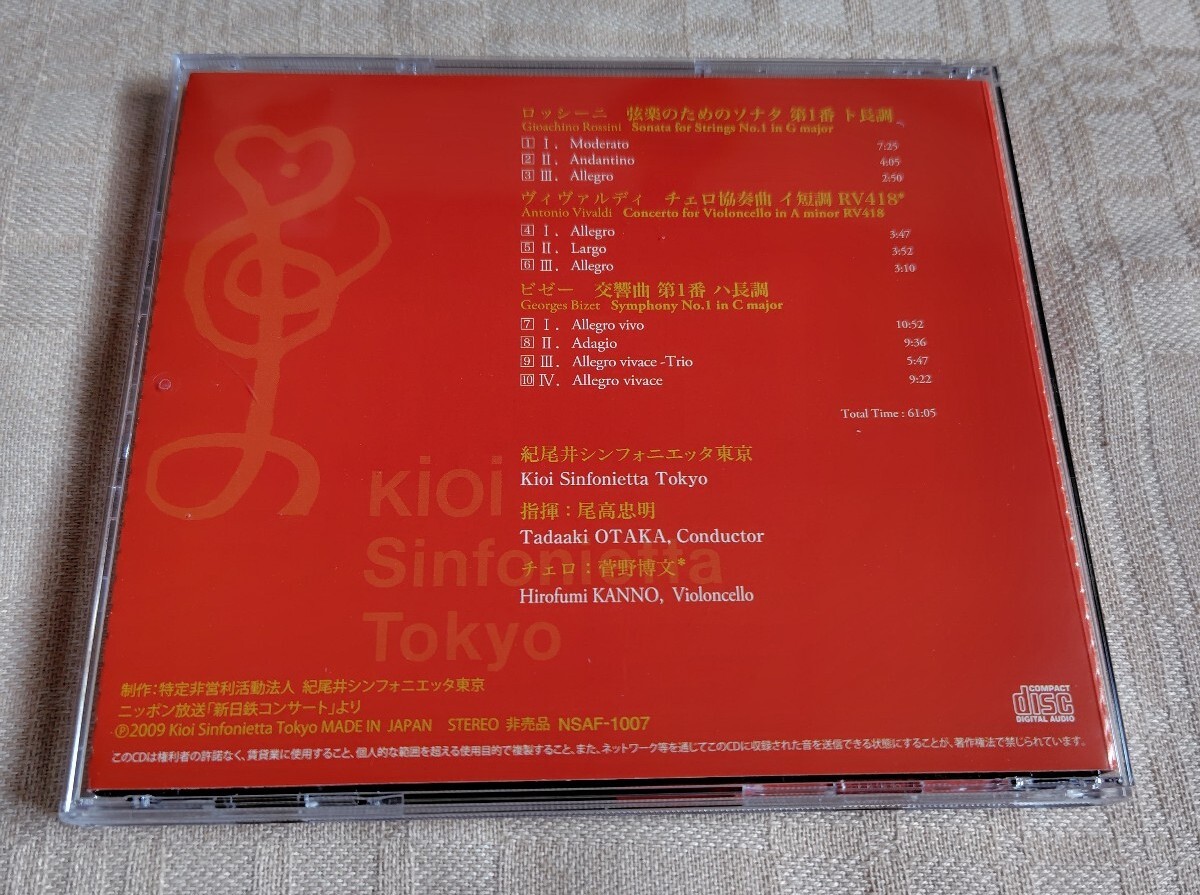 ロッシーニ 弦楽のためのソナタ 第1番 ト長調
Gioachino Rossini Sonata for Strings No.1 in G major
1 Ⅰ. Moderato 7:25
2 Ⅱ. Andantino 4:05
3 Ⅲ. Allegro 2:50
ヴィヴァルディ チェロ協奏曲 イ短調 RV418*
Antonio Vivaldi Concerto for Violoncello in A minor RV418
4 Ⅰ. Allegro 3:47
5 Ⅱ. Largo 3:52
6 Ⅲ. Allegro 3:10
ビゼー 交響曲 第1番 ハ長調
Georges Bizet Symphony No.1 in C major
7 Ⅰ. Allegro vivo 10:52
8 Ⅱ. Adagio 9:36
9 Ⅲ. Allegro vivace -Trio 5:47
10 Ⅳ. Allegro vivace 9:22
Total Time : 61:05
紀尾井シンフォニエッタ東京
Kioi Sinfonietta Tokyo
指揮：尾高忠明
Tadaaki OTAKA, Conductor
チェロ：菅野博文*
Hirofumi KANNO, Violoncello
Kioi
Sinfonietta
Tokyo
制作：特定非営利活動法人 紀尾井シンフォニエッタ東京
ニッポン放送「新日鉄コンサート」より
Ⓟ2009 Kioi Sinfonietta Tokyo MADE IN JAPAN STEREO 非売品 NSAF-1007
COMPACT
disc
DIGITAL AUDIO
このCDは権利者の許諾なく、賃貸業に使用すること、個人的な範囲を超える使用目的で複製すること、また、ネットワーク等を通じてこのCDに収録された音を送信できる状態にすることが、著作権法で禁じられています。